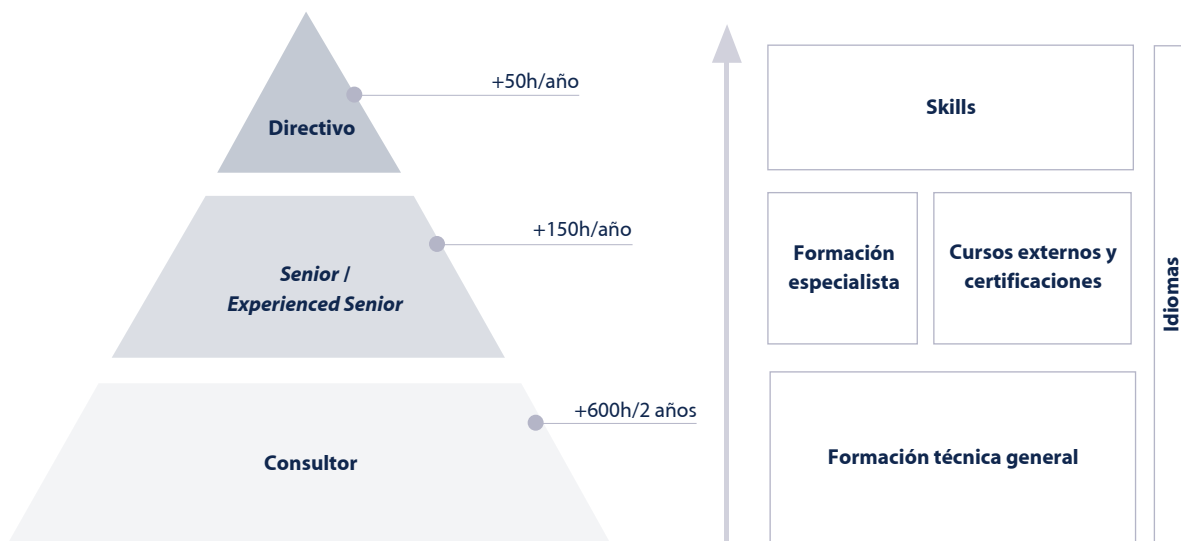 +50h/año
Directivo
+150h/año
Senior /
Experienced Senior
+600h/2 años
Consultor
Skills
Formación
especialista
Cursos externos y
certificaciones
Formación técnica general
Idiomas